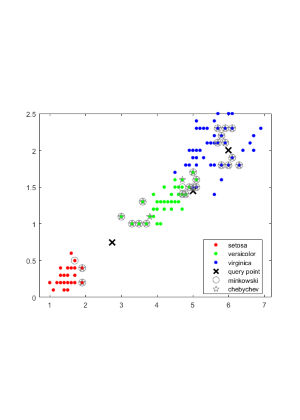 2.5
2
1.5
1
0.5
0
1 2 3 4 5 6 7
setosa
versicolor
virginica
query point
minkowski
chebychev